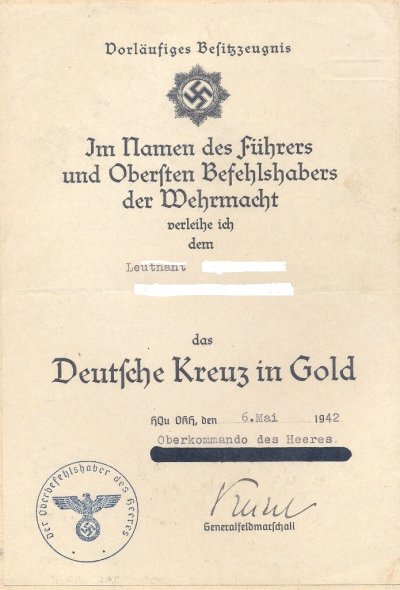 Vorläufiges Besitzzeugnis
Im Namen des Führers
und Obersten Befehlshabers
der Wehrmacht
verleihe ich
dem
Leutnant
das
Deutsche Kreuz in Gold
HQu OKH, den 6.Mai 1942
Oberkommando des Heeres.
Generalfeldmarschall
Der Oberbefehlshaber des Heeres